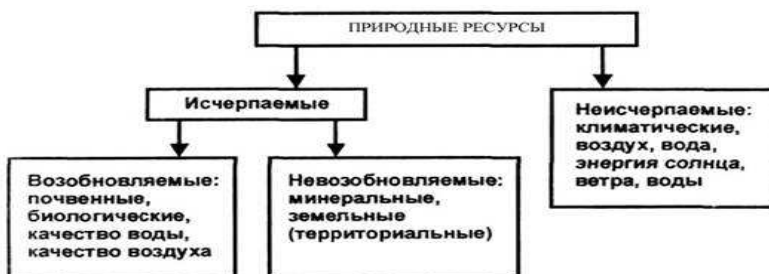 ПРИРОДНЫЕ РЕСУРСЫ
Исчерпаемые
Неисчерпаемые:
климатические,
воздух, вода,
энергия солнца,
ветра, воды
Возобновляемые:
почвенные,
биологические,
качество воды,
качество воздуха
Невозобновляемые:
минеральные,
земельные
(территориальные)